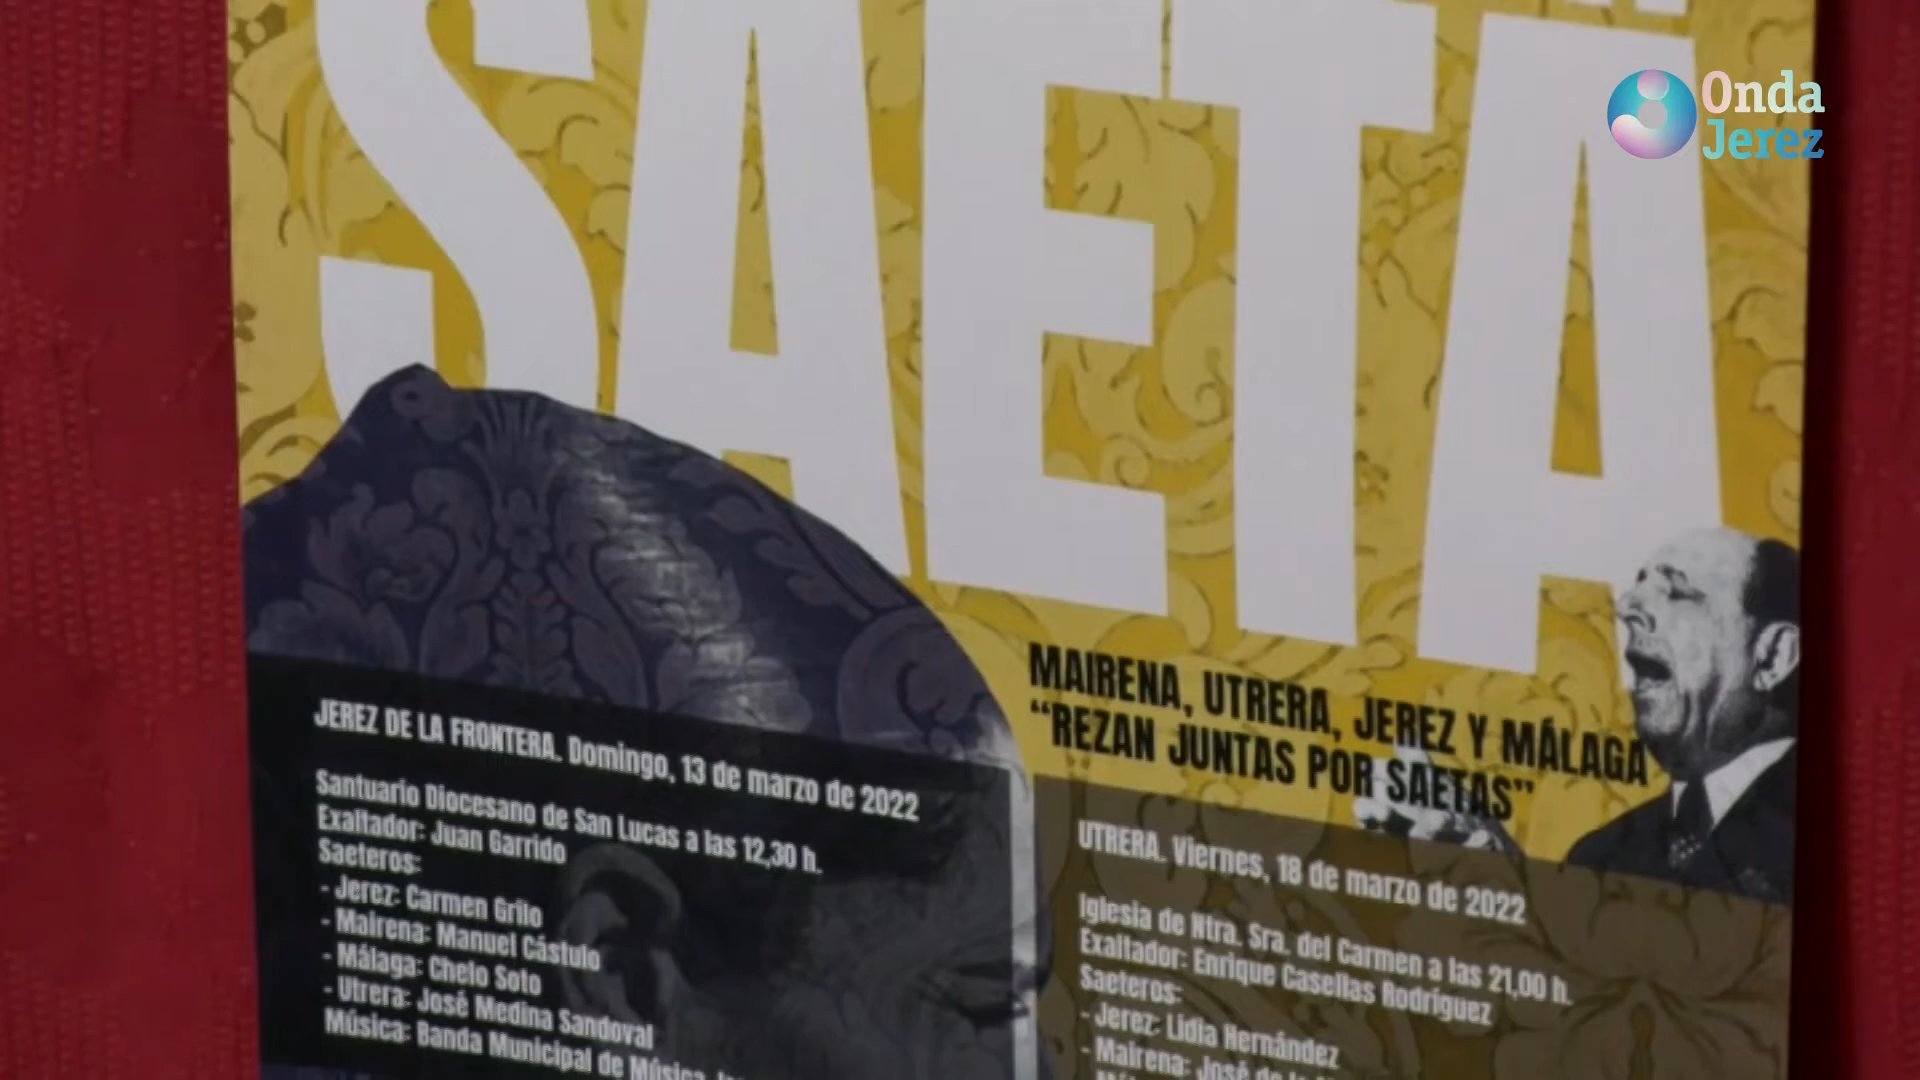 SAETA
Onda
Jerez
MAIRENA, UTRERA, JEREZ Y MÁLAGA
“REZAN JUNTAS POR SAETAS”
JEREZ DE LA FRONTERA. Domingo, 13 de marzo de 2022
Santuario Diocesano de San Lucas a las 12,30 h.
Exaltador: Juan Garrido
Saeteros:
- Jerez: Carmen Grilo
- Mairena: Manuel Cástulo
- Málaga: Chelo Soto
- Utrera: José Medina Sandoval
Música: Banda Municipal de Música
UTRERA. Viernes, 18 de marzo de 2022
Iglesia de Ntra. Sra. del Carmen a las 21,00 h.
Exaltador: Enrique Casellas Rodríguez
Saeteros:
- Jerez: Lidia Hernández
- Mairena: José de la